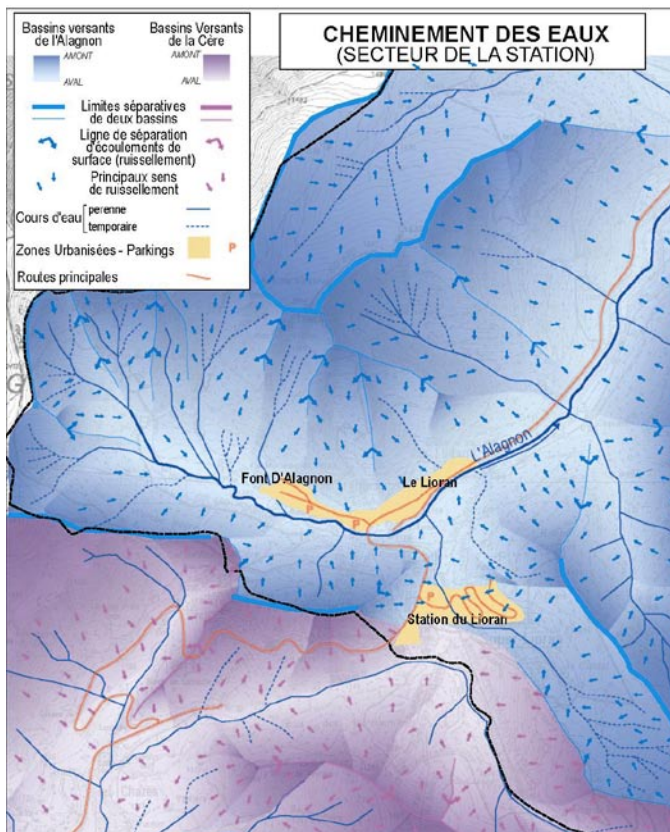 CHEMINEMENT DES EAUX
(SECTEUR DE LA STATION)
Bassins versants
de l'Alagnon
Bassins Versants
de la Cère
AMONT
AMONT
AVAL
AVAL
Limites séparatives
de deux bassins
Ligne de séparation
d'écoulements de
surface (ruissellement)
Principaux sens
de ruissellement
Cours d'eau
perenne
temporaire
Zones Urbanisées - Parkings
P
Routes principales
L'Alagnon
Font D'Alagnon
Le Lioran
P
P
P
Station du Lioran